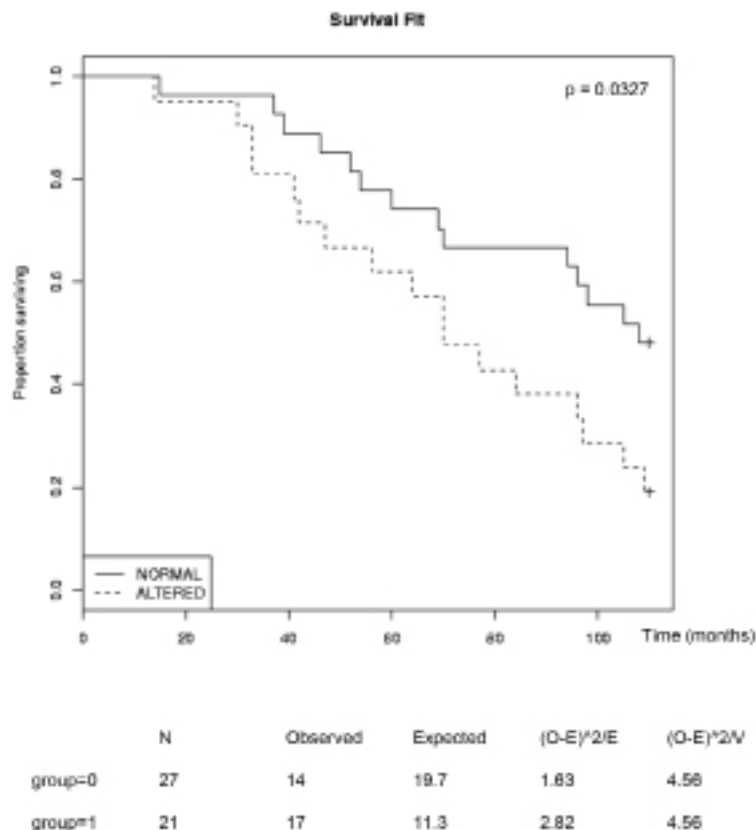 Survival Fit
p = 0.0327
Proportion surviving
1.0
0.8
0.6
0.4
0.2
0.0
NORMAL
ALTERED
0 20 40 60 80 100 Time (months)
N Observed Expected (O-E)^2/E (O-E)^2/V
group=0 27 14 19.7 1.63 4.56
group=1 21 17 11.3 2.82 4.56